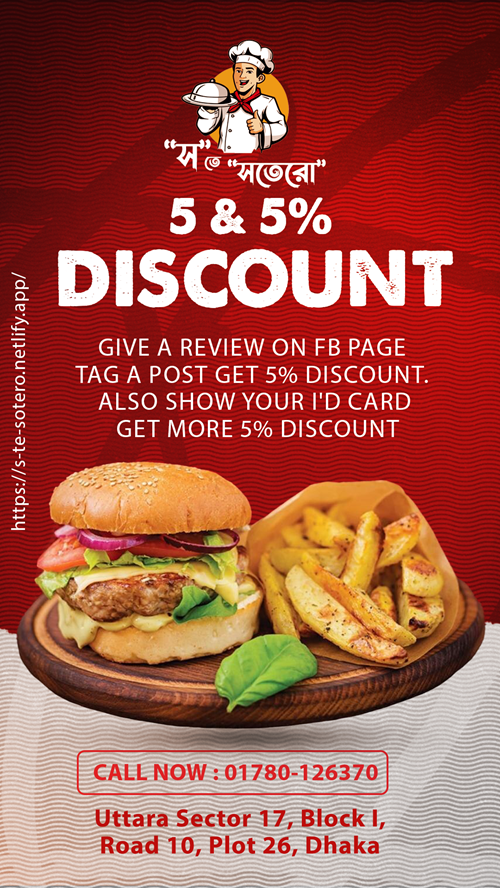 “স” তে “সতেরো”
5 & 5%
DISCOUNT
GIVE A REVIEW ON FB PAGE
TAG A POST GET 5% DISCOUNT.
ALSO SHOW YOUR I'D CARD
GET MORE 5% DISCOUNT
https://s-te-sotero.netlify.app/
CALL NOW : 01780-126370
Uttara Sector 17, Block I,
Road 10, Plot 26, Dhaka